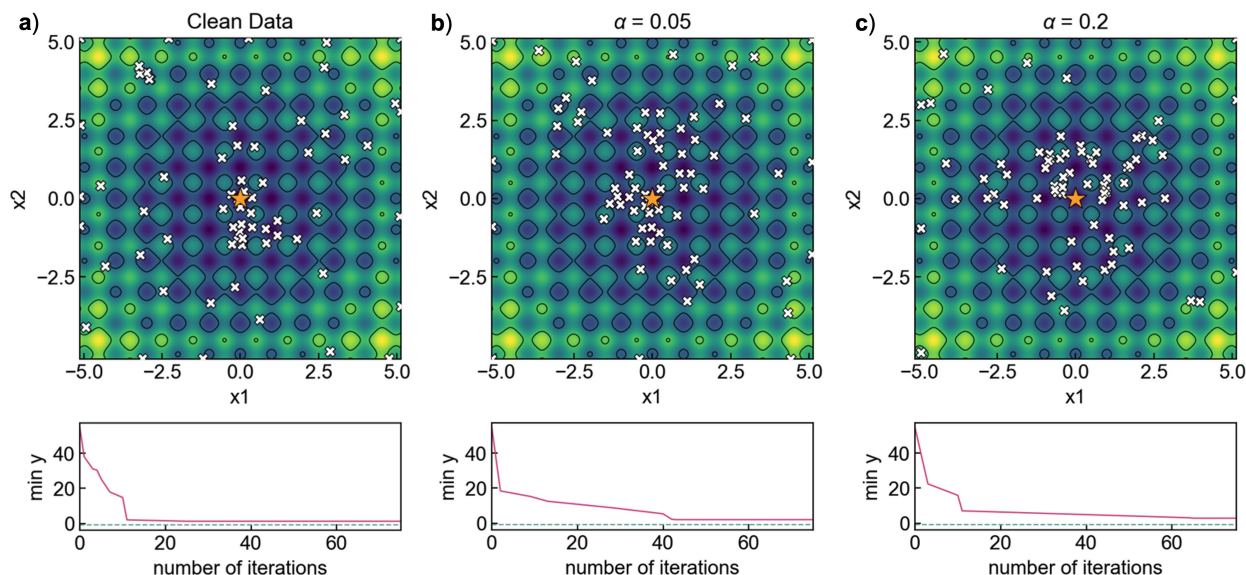 a) Clean Data
b) α = 0.05
c) α = 0.2
x2
5.0
2.5
0.0
−2.5
−5.0 −2.5 0.0 2.5 5.0
x1
5.0
2.5
0.0
−2.5
−5.0 −2.5 0.0 2.5 5.0
x1
x2
5.0
2.5
0.0
−2.5
−5.0 −2.5 0.0 2.5 5.0
x1
x2
min y
40
20
0
0 20 40 60
number of iterations
min y
40
20
0
0 20 40 60
number of iterations
min y
40
20
0
0 20 40 60
number of iterations